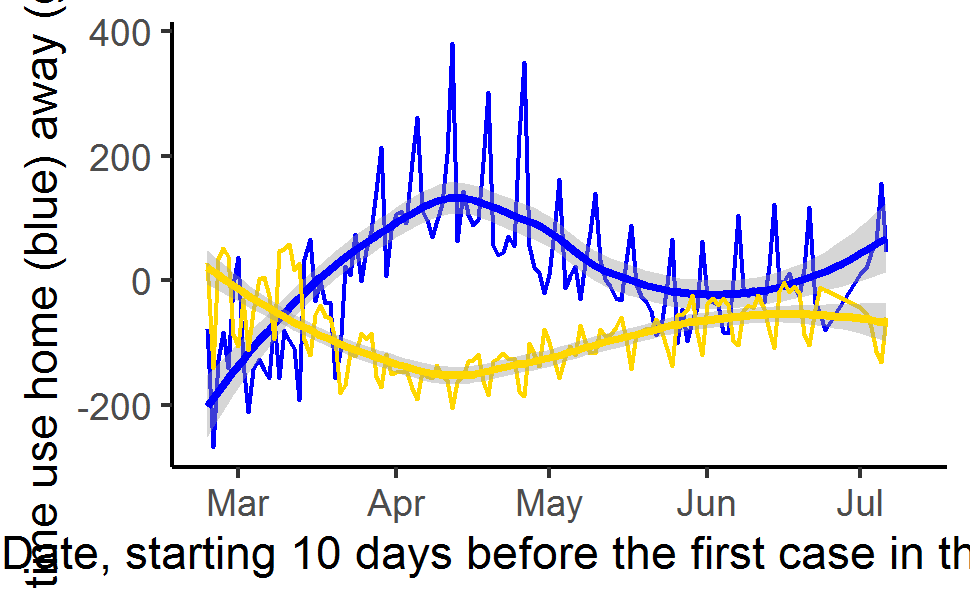 400
200
0
-200
time use home (blue) away (
Mar Apr May Jun Jul
Date, starting 10 days before the first case in th